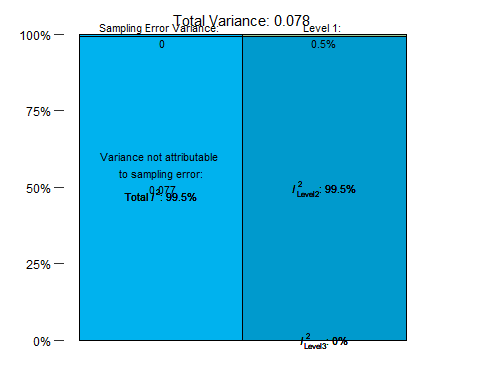 Total Variance: 0.078
Sampling Error Variance:
0
Level 1:
0.5%
100%
75%
50%
25%
0%
Variance not attributable
to sampling error:
0.077
Total I²: 99.5%
I²Level2: 99.5%
I²Level3: 0%